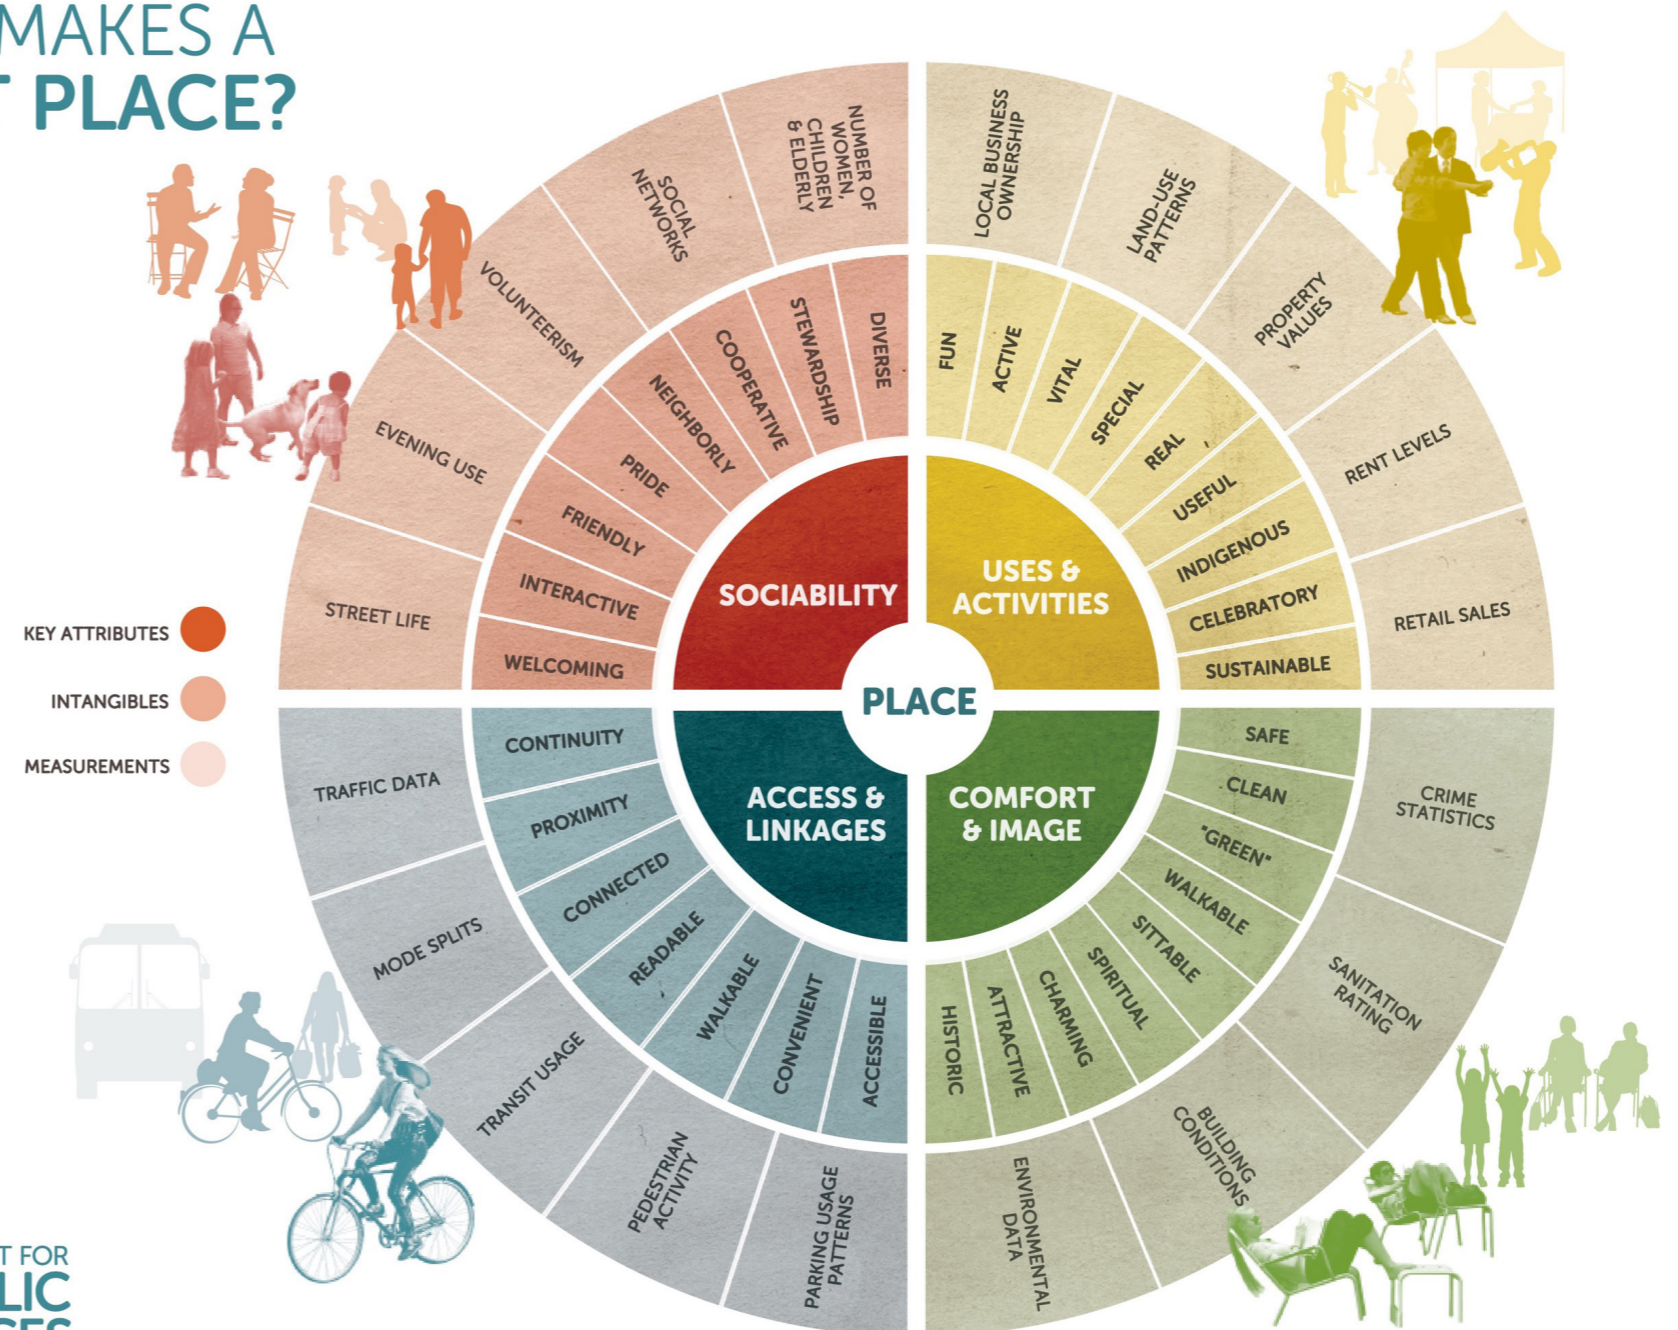 MAKES A
T PLACE?
KEY ATTRIBUTES
INTANGIBLES
MEASUREMENTS
PLACE
SOCIABILITY
WELCOMING
INTERACTIVE
FRIENDLY
PRIDE
NEIGHBORLY
COOPERATIVE
STEWARDSHIP
DIVERSE
STREET LIFE
EVENING USE
VOLUNTEERISM
SOCIAL
NETWORKS
NUMBER OF
WOMEN,
CHILDREN
& ELDERLY
USES &
ACTIVITIES
FUN
ACTIVE
VITAL
SPECIAL
REAL
USEFUL
INDIGENOUS
CELEBRATORY
SUSTAINABLE
LOCAL BUSINESS
OWNERSHIP
LAND-USE
PATTERNS
PROPERTY
VALUES
RENT LEVELS
RETAIL SALES
COMFORT
& IMAGE
SAFE
CLEAN
"GREEN"
WALKABLE
SITTABLE
SPIRITUAL
CHARMING
ATTRACTIVE
HISTORIC
CRIME
STATISTICS
SANITATION
RATING
BUILDING
CONDITIONS
ENVIRONMENTAL
DATA
ACCESS &
LINKAGES
CONTINUITY
PROXIMITY
CONNECTED
READABLE
WALKABLE
CONVENIENT
ACCESSIBLE
TRAFFIC DATA
MODE SPLITS
TRANSIT USAGE
PEDESTRIAN
ACTIVITY
PARKING USAGE
PATTERNS
T FOR
LIC
CES